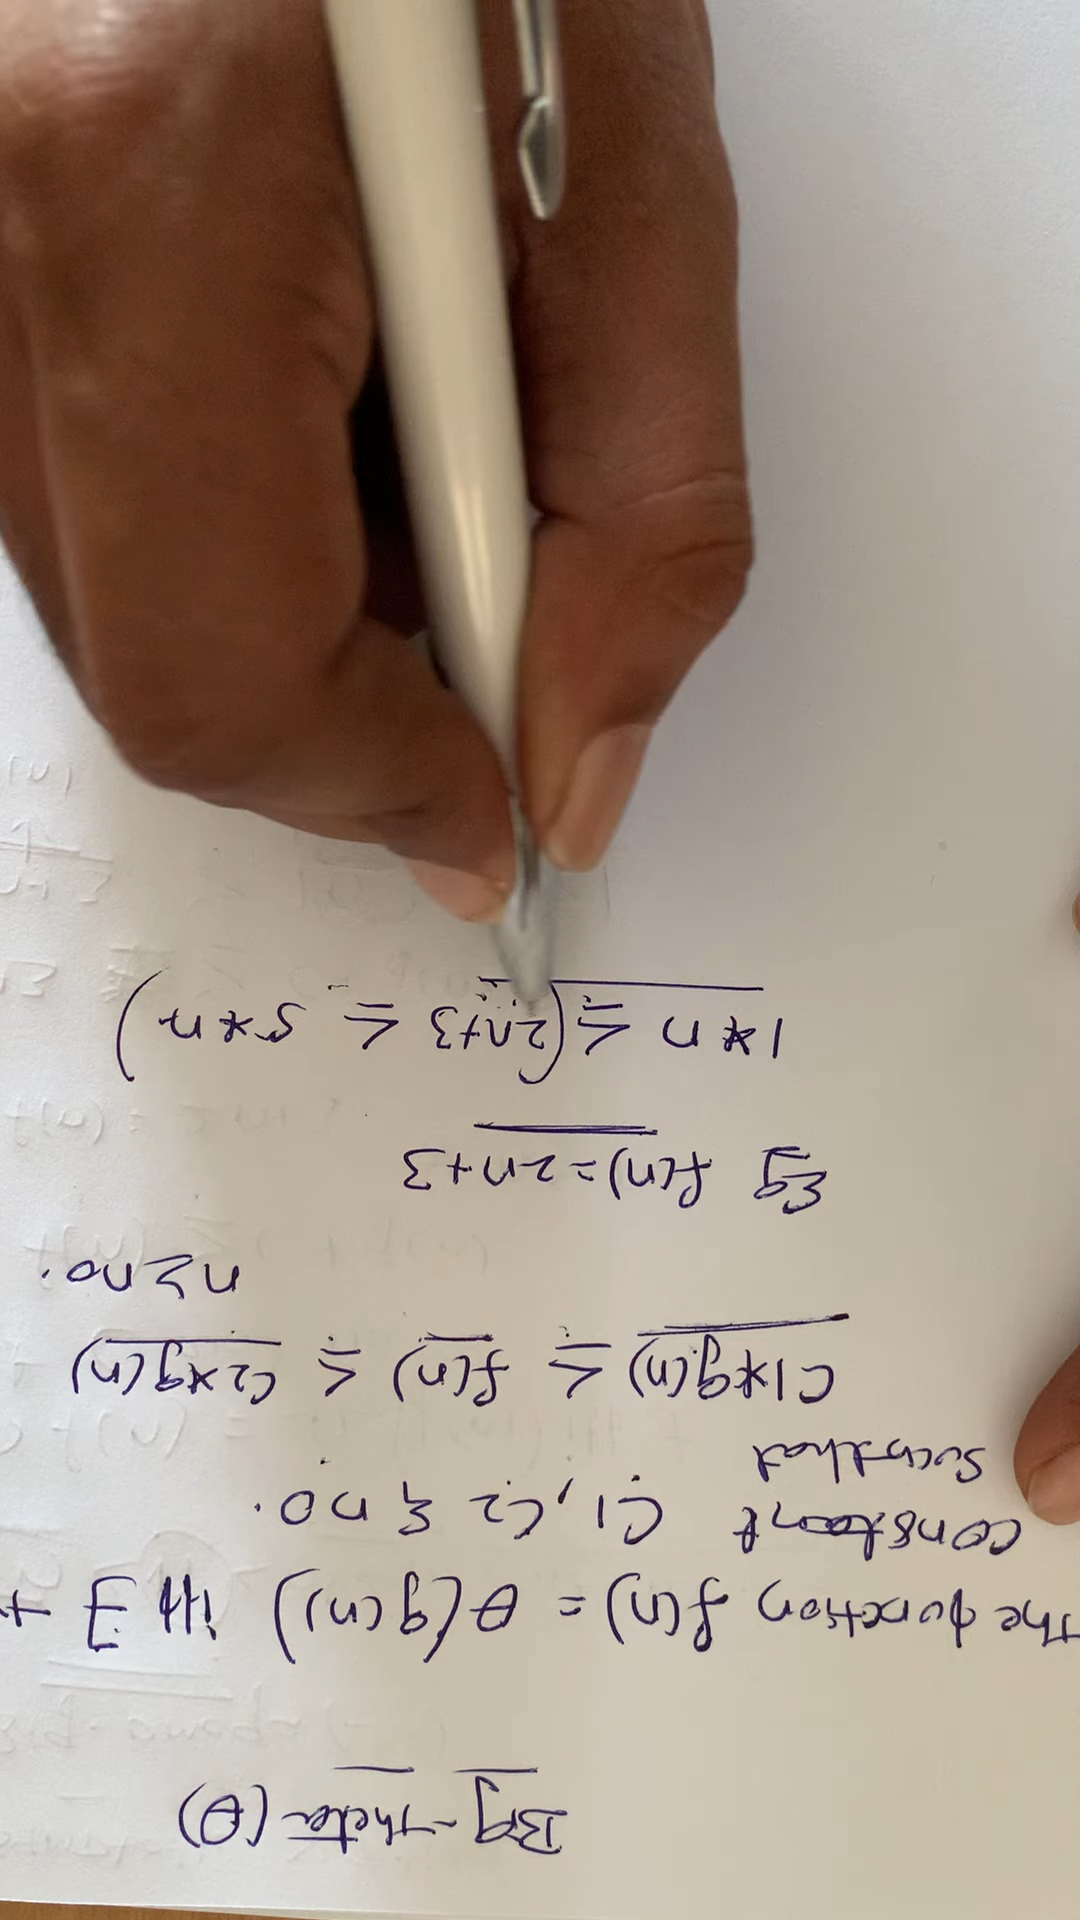 Big-Theta (θ)
The function f(n) = θ(g(n)) iff ∃ +
constant C1, C2 & n0.
Such that
C1*g(n) ≤ f(n) ≤ C2*g(n)
n≥n0.
Eg f(n)=2n+3
1*n ≤ (2n+3 ≤ 5*n)